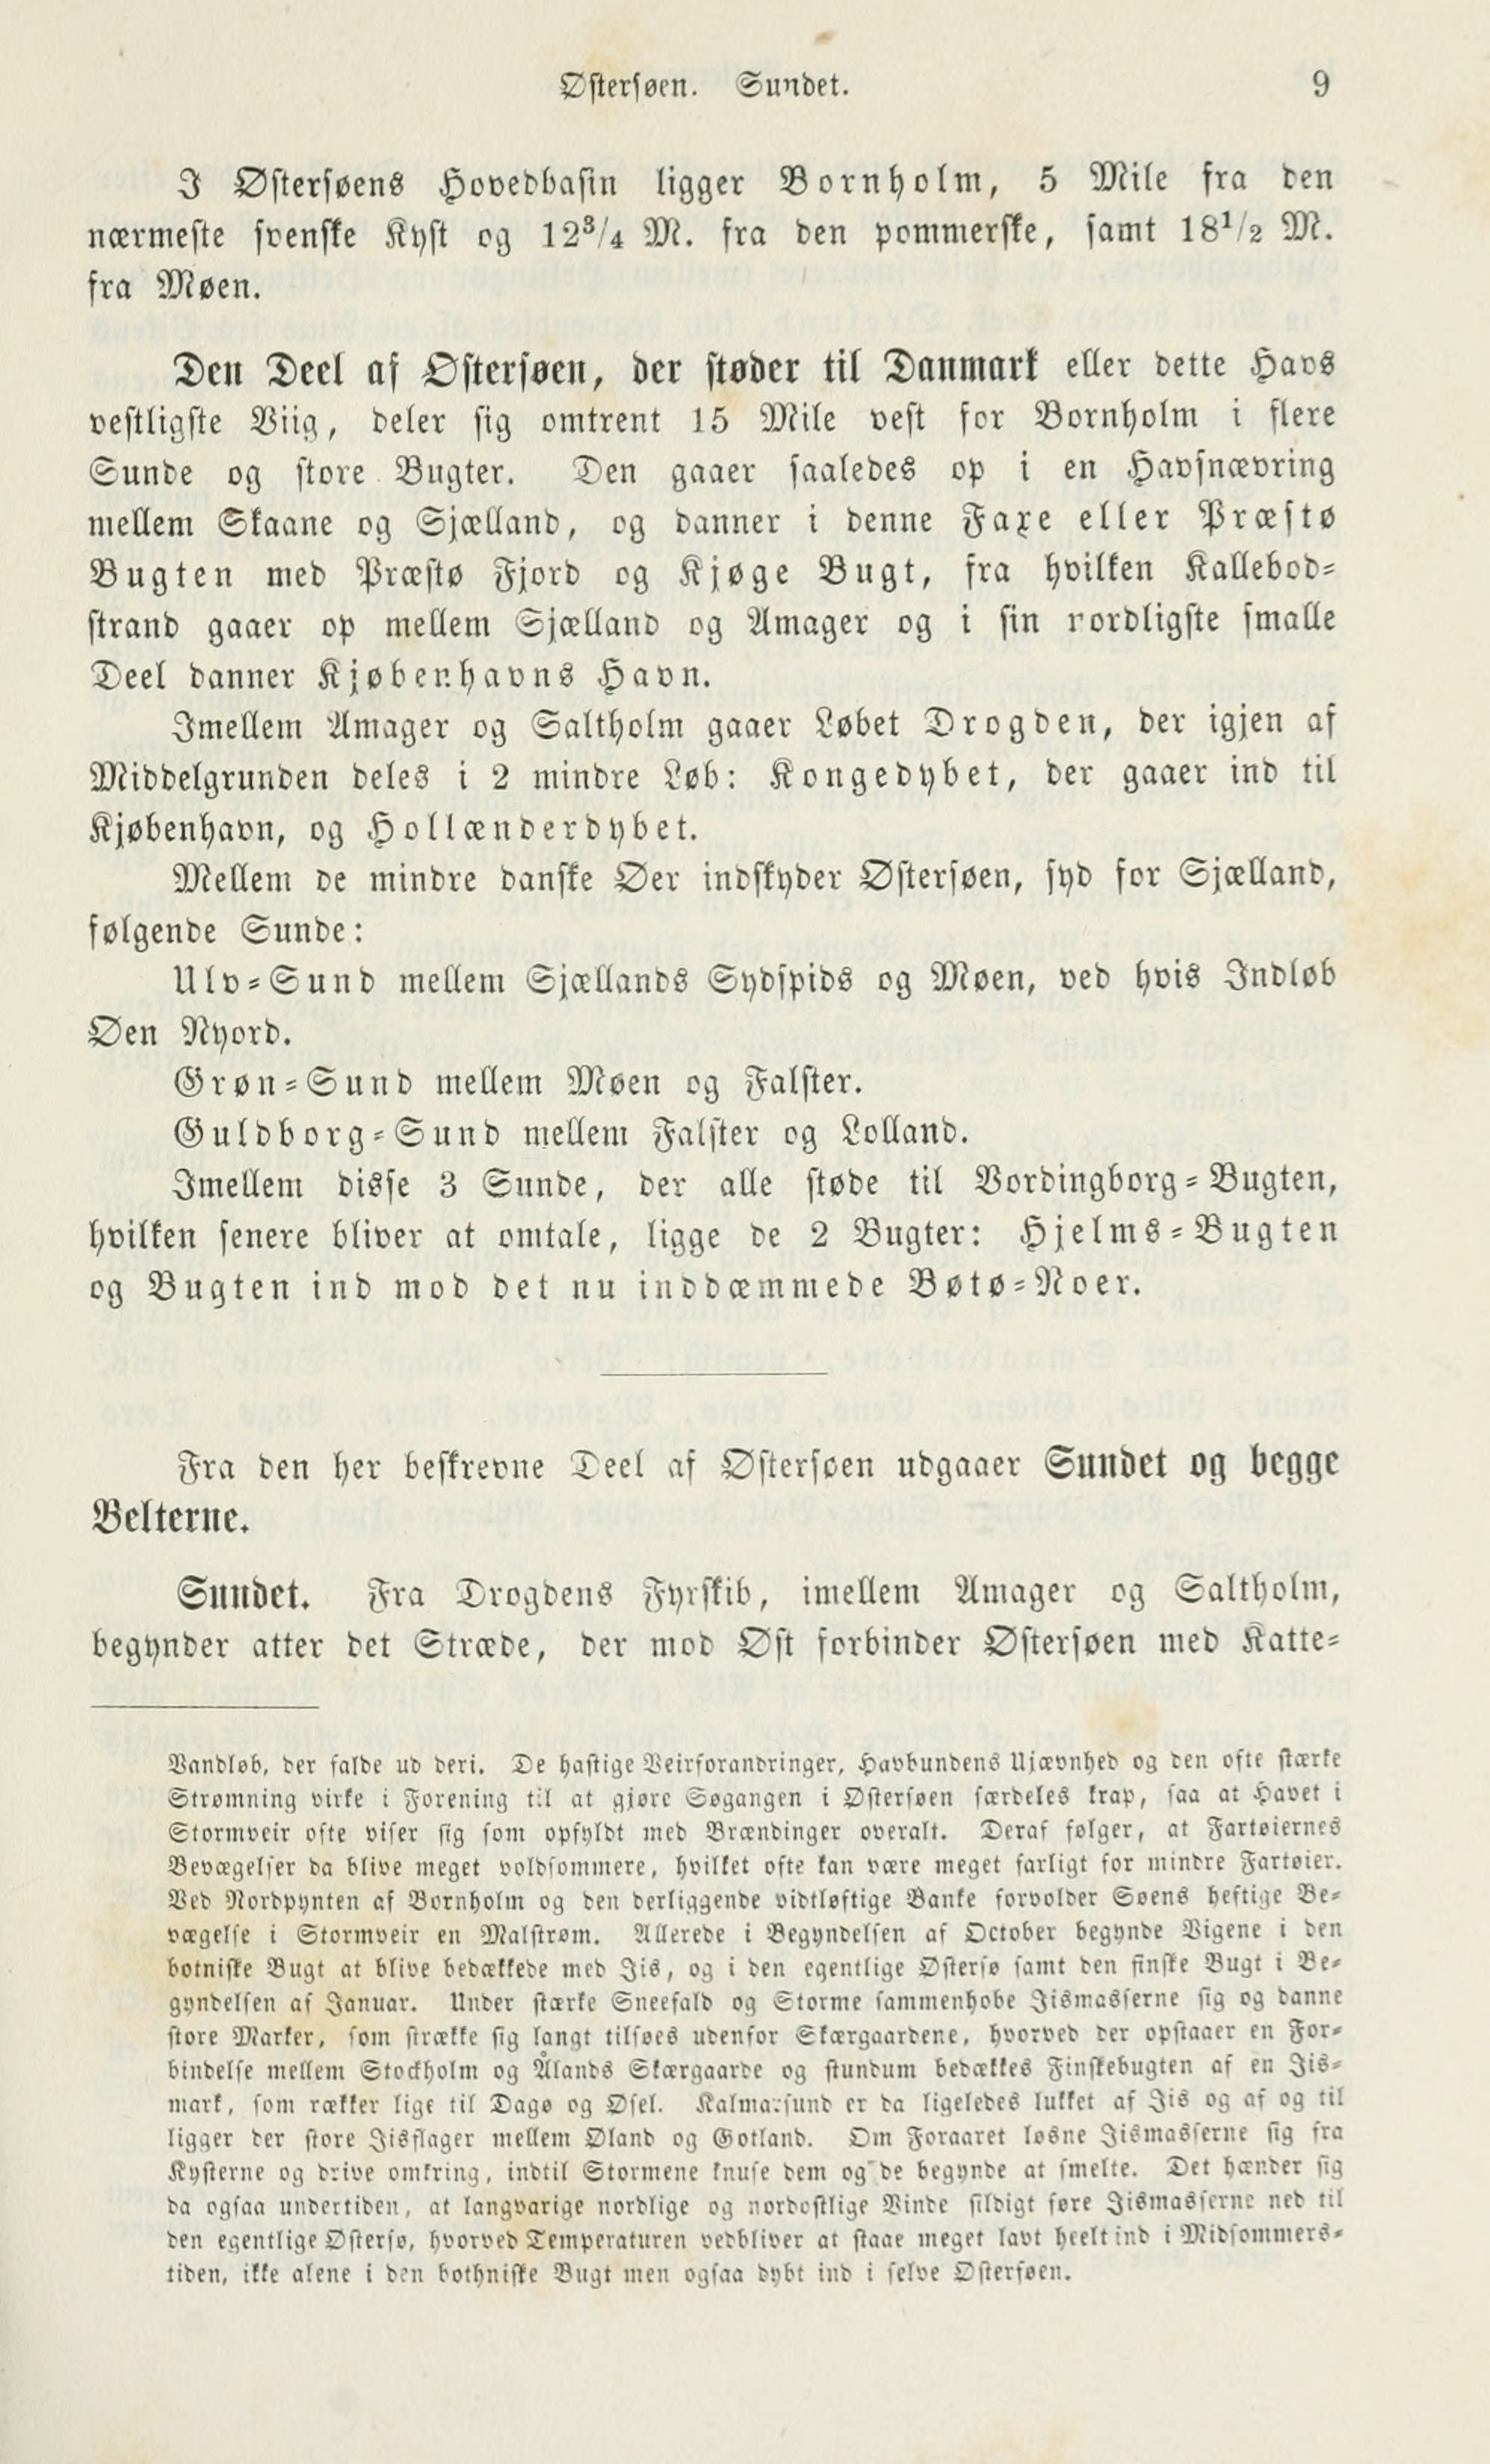 Østersøen. Sundet. 9
I Østersøens Hovedbasin ligger Bornholm, 5 Mile fra den
nærmeste svenske Kyst og 12³/₄ M. fra den pommerske, samt 18¹/₂ M.
fra Møen.
Den Deel af Østersøen, der støder til Danmark eller dette Havs
vestligste Viig, deler sig omtrent 15 Mile vest for Bornholm i flere
Sunde og store Bugter. Den gaaer saaledes op i en Havsnævring
mellem Skaane og Sjælland, og danner i denne Faxe eller Præstø
Bugten med Præstø Fjord og Kjøge Bugt, fra hvilken Kallebod-
strand gaaer op mellem Sjælland og Amager og i sin nordligste smalle
Deel danner Kjøbenhavns Havn.
Imellem Amager og Saltholm gaaer Løbet Drogden, der igjen af
Middelgrunden deles i 2 mindre Løb: Kongedybet, der gaaer ind til
Kjøbenhavn, og Hollænderdybet.
Mellem de mindre danske Øer indskyder Østersøen, syd for Sjælland,
følgende Sunde:
Ulv-Sund mellem Sjællands Sydspids og Møen, ved hvis Indløb
Øen Nyord.
Grøn-Sund mellem Møen og Falster.
Guldborg-Sund mellem Falster og Lolland.
Imellem disse 3 Sunde, der alle støde til Vordingborg-Bugten,
hvilken senere bliver at omtale, ligge de 2 Bugter: Hjelms-Bugten
og Bugten ind mod det nu inddæmmede Bøtø-Noer.
Fra den her beskrevne Deel af Østersøen udgaaer Sundet og begge
Belterne.
Sundet. Fra Drogdens Fyrskib, imellem Amager og Saltholm,
begynder atter det Stræde, der mod Øst forbinder Østersøen med Katte-
Vandløb, der falde ud deri. De hastige Veirforandringer, Havbundens Ujævnhed og den ofte stærke
Strømning virke i Forening til at gjøre Søgangen i Østersøen særdeles krap, saa at Havet i
Stormveir ofte viser sig som opfyldt med Brændinger overalt. Deraf følger, at Fartøiernes
Bevægelser da blive meget voldsommere, hvilket ofte kan være meget farligt for mindre Fartøier.
Ved Nordpynten af Bornholm og den derliggende vidtløftige Banke forvolder Søens heftige Be-
vægelse i Stormveir en Malstrøm. Allerede i Begyndelsen af October begynde Vigene i den
botniske Bugt at blive bedækkede med Iis, og i den egentlige Østersø samt den finske Bugt i Be-
gyndelsen af Januar. Under stærke Sneefald og Storme sammenhobe Iismasserne sig og danne
store Marker, som strække sig langt tilsøes udenfor Skærgaardene, hvorved der opstaaer en For-
bindelse mellem Stockholm og Ålands Skærgaarde og stundum bedækkes Finskebugten af en Iis-
mark, som rækker lige til Dagø og Øsel. Kalmarsund er da ligeledes lukket af Iis og af og til
ligger der store Iisflager mellem Øland og Gotland. Om Foraaret løsne Iismasserne sig fra
Kysterne og drive omkring, indtil Stormene knuse dem og de begynde at smelte. Det hænder sig
da ogsaa undertiden, at langvarige nordlige og nordostlige Vinde sildigt føre Iismasserne ned til
den egentlige Østersø, hvorved Temperaturen vedbliver at staae meget lavt heelt ind i Midsommers-
tiden, ikke alene i den bothniske Bugt men ogsaa dybt ind i selve Østersøen.